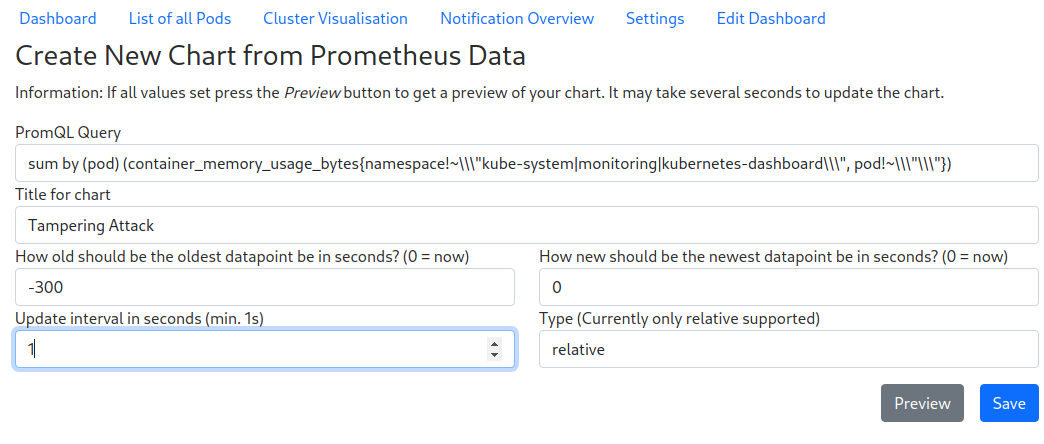 Dashboard List of all Pods Cluster Visualisation Notification Overview Settings Edit Dashboard
Create New Chart from Prometheus Data
Information: If all values set press the Preview button to get a preview of your chart. It may take several seconds to update the chart.
PromQL Query
sum by (pod) (container_memory_usage_bytes{namespace!~\\\"kube-system|monitoring|kubernetes-dashboard\\\", pod!~\\\"\\\"})
Title for chart
Tampering Attack
How old should be the oldest datapoint be in seconds? (0 = now) How new should be the newest datapoint be in seconds? (0 = now)
-300 0
Update interval in seconds (min. 1s) Type (Currently only relative supported)
1 relative
Preview Save